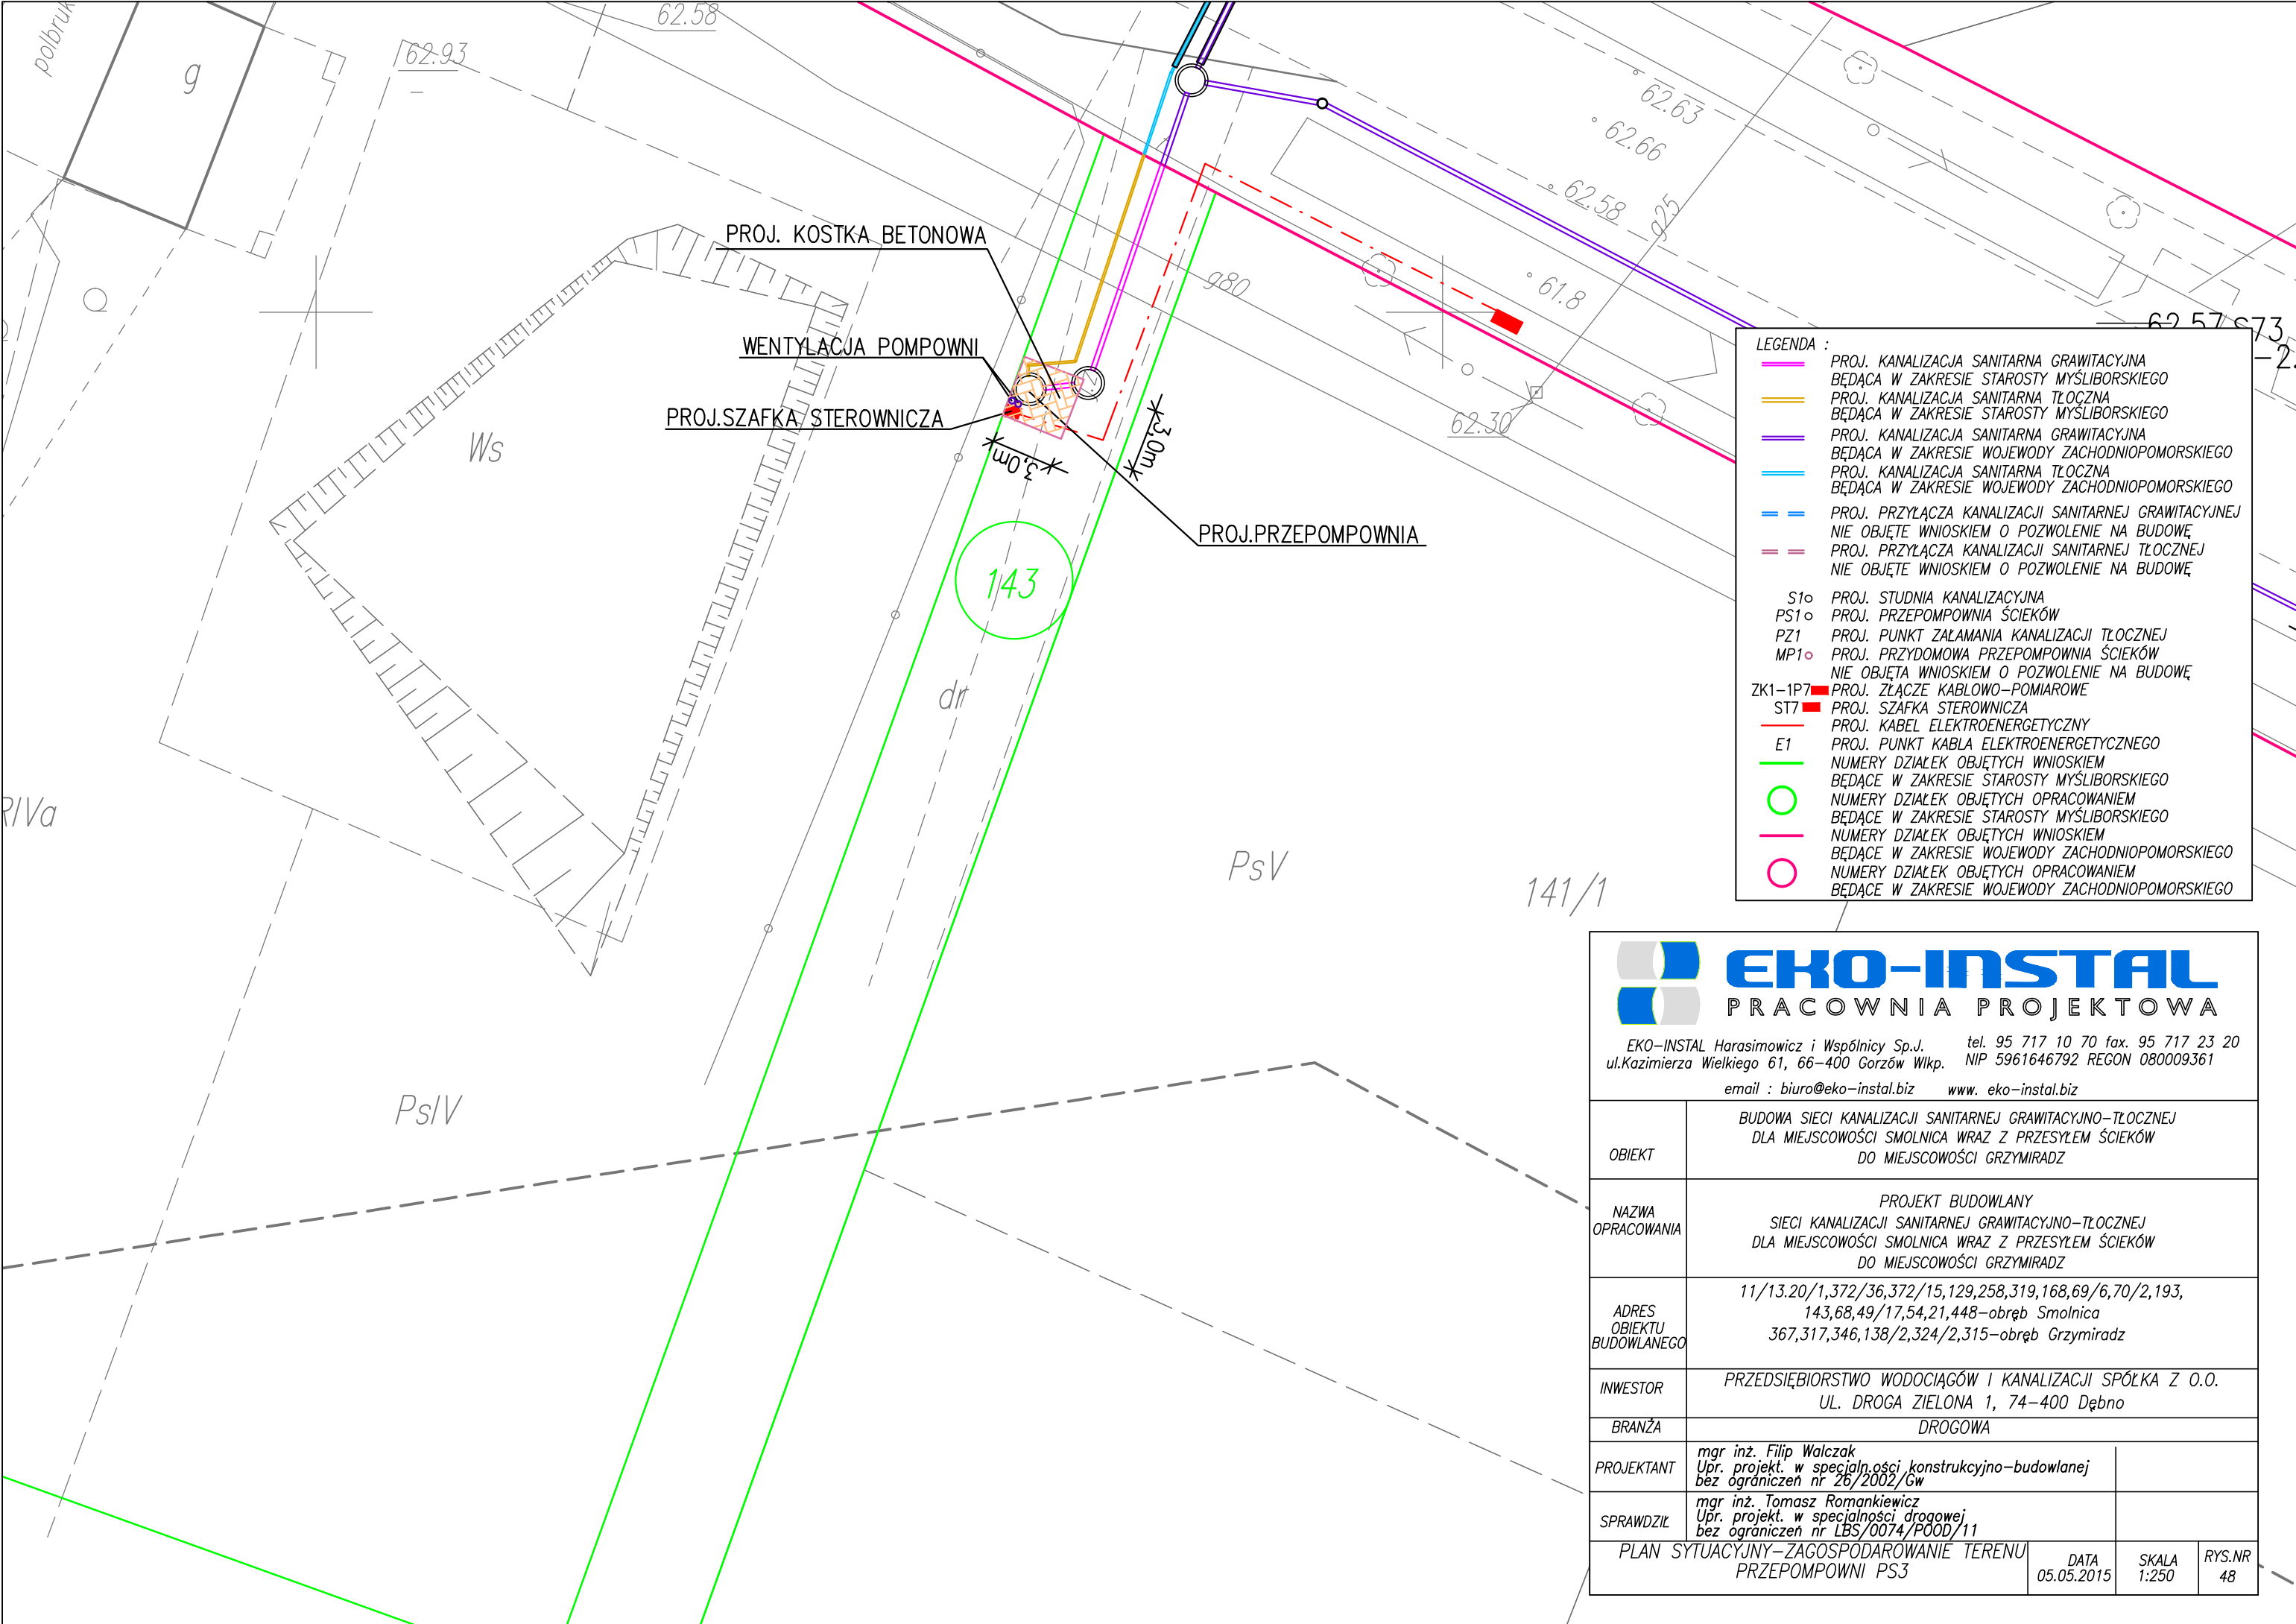 polbruk
g
62.93
62.58
62.63
62.66
62.58
g25
g80
61.8
62.30
62.57 S73
PROJ. KOSTKA BETONOWA
WENTYLACJA POMPOWNI
PROJ.SZAFKA STEROWNICZA
3,0m
3,0m
PROJ.PRZEPOMPOWNIA
Ws
143
dr
RIVa
PsV
141/1
PsIV
LEGENDA :
PROJ. KANALIZACJA SANITARNA GRAWITACYJNA
BĘDĄCA W ZAKRESIE STAROSTY MYŚLIBORSKIEGO
PROJ. KANALIZACJA SANITARNA TŁOCZNA
BĘDĄCA W ZAKRESIE STAROSTY MYŚLIBORSKIEGO
PROJ. KANALIZACJA SANITARNA GRAWITACYJNA
BĘDĄCA W ZAKRESIE WOJEWODY ZACHODNIOPOMORSKIEGO
PROJ. KANALIZACJA SANITARNA TŁOCZNA
BĘDĄCA W ZAKRESIE WOJEWODY ZACHODNIOPOMORSKIEGO
PROJ. PRZYŁĄCZA KANALIZACJI SANITARNEJ GRAWITACYJNEJ
NIE OBJĘTE WNIOSKIEM O POZWOLENIE NA BUDOWĘ
PROJ. PRZYŁĄCZA KANALIZACJI SANITARNEJ TŁOCZNEJ
NIE OBJĘTE WNIOSKIEM O POZWOLENIE NA BUDOWĘ
S1 PROJ. STUDNIA KANALIZACYJNA
PS1 PROJ. PRZEPOMPOWNIA ŚCIEKÓW
PZ1 PROJ. PUNKT ZAŁAMANIA KANALIZACJI TŁOCZNEJ
MP1 PROJ. PRZYDOMOWA PRZEPOMPOWNIA ŚCIEKÓW
NIE OBJĘTA WNIOSKIEM O POZWOLENIE NA BUDOWĘ
ZK1-1P7 PROJ. ZŁĄCZE KABLOWO-POMIAROWE
ST7 PROJ. SZAFKA STEROWNICZA
PROJ. KABEL ELEKTROENERGETYCZNY
E1 PROJ. PUNKT KABLA ELEKTROENERGETYCZNEGO
NUMERY DZIAŁEK OBJĘTYCH WNIOSKIEM
BĘDĄCE W ZAKRESIE STAROSTY MYŚLIBORSKIEGO
NUMERY DZIAŁEK OBJĘTYCH OPRACOWANIEM
BĘDĄCE W ZAKRESIE STAROSTY MYŚLIBORSKIEGO
NUMERY DZIAŁEK OBJĘTYCH WNIOSKIEM
BĘDĄCE W ZAKRESIE WOJEWODY ZACHODNIOPOMORSKIEGO
NUMERY DZIAŁEK OBJĘTYCH OPRACOWANIEM
BĘDĄCE W ZAKRESIE WOJEWODY ZACHODNIOPOMORSKIEGO
EKO-INSTAL
PRACOWNIA PROJEKTOWA
EKO-INSTAL Harasimowicz i Wspólnicy Sp.J. tel. 95 717 10 70 fax. 95 717 23 20
ul.Kazimierza Wielkiego 61, 66-400 Gorzów Wlkp. NIP 5961646792 REGON 080009361
email : biuro@eko-instal.biz www. eko-instal.biz
OBIEKT
BUDOWA SIECI KANALIZACJI SANITARNEJ GRAWITACYJNO-TŁOCZNEJ
DLA MIEJSCOWOŚCI SMOLNICA WRAZ Z PRZESYŁEM ŚCIEKÓW
DO MIEJSCOWOŚCI GRZYMIRADZ
NAZWA
OPRACOWANIA
PROJEKT BUDOWLANY
SIECI KANALIZACJI SANITARNEJ GRAWITACYJNO-TŁOCZNEJ
DLA MIEJSCOWOŚCI SMOLNICA WRAZ Z PRZESYŁEM ŚCIEKÓW
DO MIEJSCOWOŚCI GRZYMIRADZ
ADRES
OBIEKTU
BUDOWLANEGO
11/13.20/1,372/36,372/15,129,258,319,168,69/6,70/2,193,
143,68,49/17,54,21,448-obręb Smolnica
367,317,346,138/2,324/2,315-obręb Grzymiradz
INWESTOR
PRZEDSIĘBIORSTWO WODOCIĄGÓW I KANALIZACJI SPÓŁKA Z O.O.
UL. DROGA ZIELONA 1, 74-400 Dębno
BRANŻA
DROGOWA
PROJEKTANT
mgr inż. Filip Walczak
Upr. projekt. w specjaln.ości konstrukcyjno-budowlanej
bez ograniczeń nr 26/2002/Gw
SPRAWDZIŁ
mgr inż. Tomasz Romankiewicz
Upr. projekt. w specjalności drogowej
bez ograniczeń nr LBS/0074/POOD/11
PLAN SYTUACYJNY-ZAGOSPODAROWANIE TERENU
PRZEPOMPOWNI PS3
DATA
05.05.2015
SKALA
1:250
RYS.NR
48